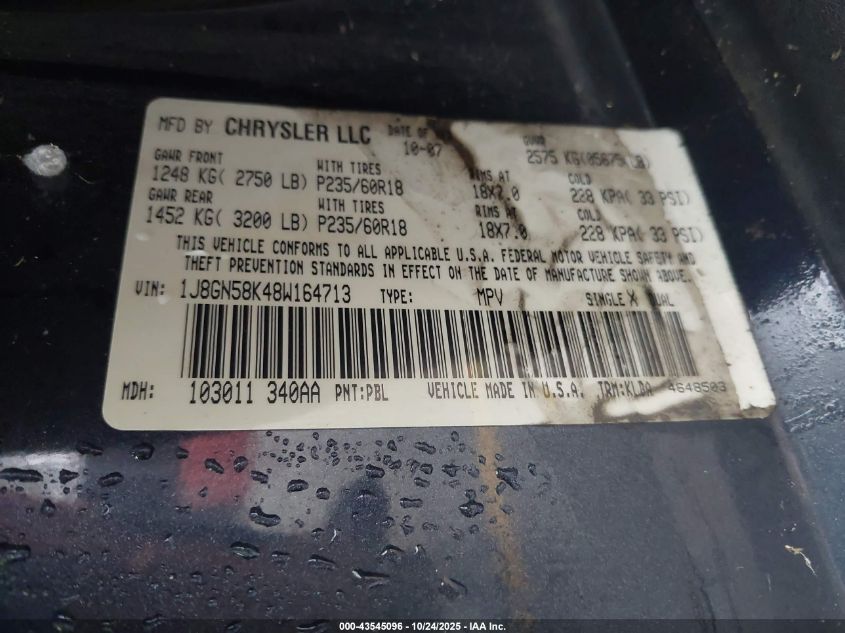 MFD BY CHRYSLER LLC DATE OF 10-07 GVWR 2575 KG(
GAWR FRONT WITH TIRES RIMS AT COLD
1248 KG( 2750 LB) P235/60R18 18X7.0 228 KPA( 33 PSI)
GAWR REAR WITH TIRES RIMS AT COLD
1452 KG( 3200 LB) P235/60R18 18X7.0 228 KPA( 33 PSI)
THIS VEHICLE CONFORMS TO ALL APPLICABLE U.S.A. FEDERAL MOTOR VEHICLE SAFETY AND
THEFT PREVENTION STANDARDS IN EFFECT ON THE DATE OF MANUFACTURE SHOWN ABOVE.
VIN: 1J8GN58K48W164713 TYPE: MPV SINGLE X DUAL
MDH: 103011 340AA PNT:PBL VEHICLE MADE IN U.S.A. TRM:KLDA 4648503
000-43545096 - 10/24/2025 - IAA Inc.